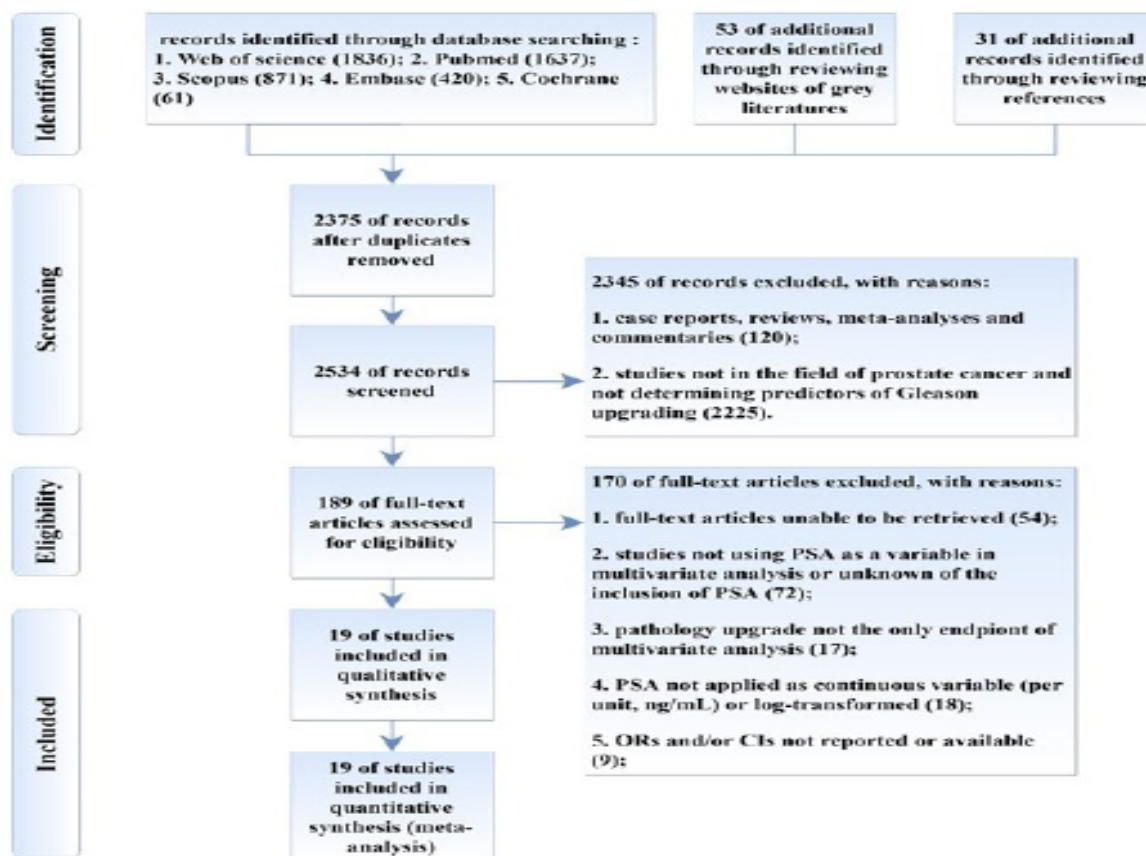 Identification
records identified through database searching :
1. Web of science (1836); 2. Pubmed (1637);
3. Scopus (871); 4. Embase (420); 5. Cochrane
(61)
53 of additional
records identified
through reviewing
websites of grey
literatures
31 of additional
records identified
through reviewing
references
Screening
2375 of records
after duplicates
removed
2534 of records
screened
2345 of records excluded, with reasons:
1. case reports, reviews, meta-analyses and
commentaries (120);
2. studies not in the field of prostate cancer and
not determining predictors of Gleason
upgrading (2225).
Eligibility
189 of full-text
articles assessed
for eligibility
170 of full-text articles excluded, with reasons:
1. full-text articles unable to be retrieved (54);
2. studies not using PSA as a variable in
multivariate analysis or unknown of the
inclusion of PSA (72);
3. pathology upgrade not the only endpiont of
multivariate analysis (17);
4. PSA not applied as continuous variable (per
unit, ng/mL) or log-transformed (18);
5. ORs and/or CIs not reported or available
(9);
Included
19 of studies
included in
qualitative
synthesis
19 of studies
included in
quantitative
synthesis (meta-
analysis)